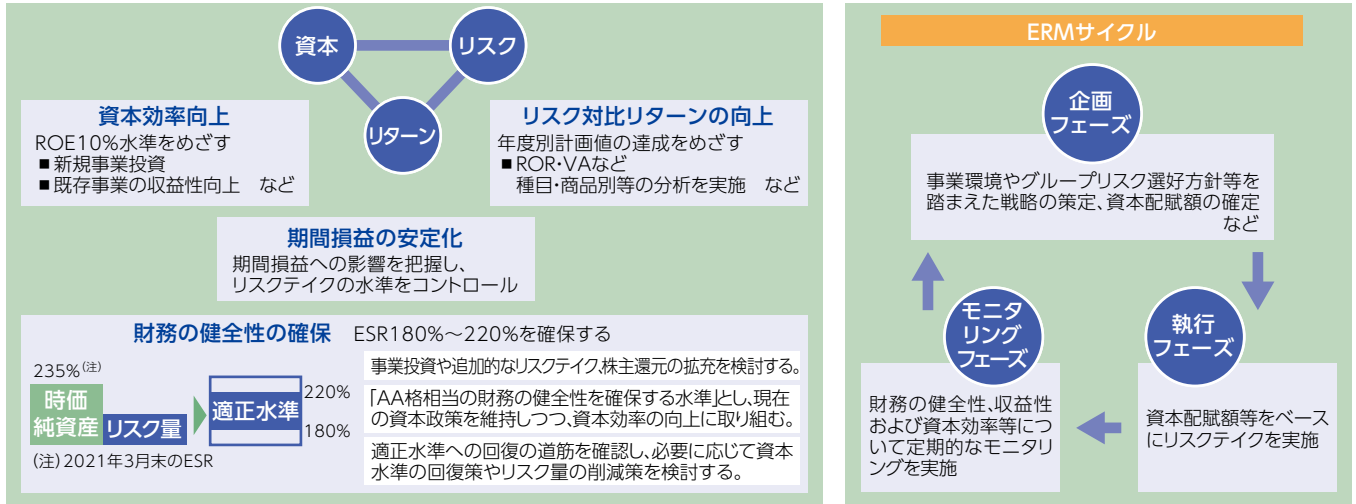 資本
リスク
リターン
資本効率向上
ROE10%水準をめざす
■新規事業投資
■既存事業の収益性向上 など
リスク対比リターンの向上
年度別計画値の達成をめざす
■ROR・VAなど
種目・商品別等の分析を実施 など
期間損益の安定化
期間損益への影響を把握し、
リスクテイクの水準をコントロール
財務の健全性の確保 ESR180%～220%を確保する
235%(注)
時価
純資産
リスク量
適正水準
220%
180%
(注)2021年3月末のESR
事業投資や追加的なリスクテイク、株主還元の拡充を検討する。
「AA格相当の財務の健全性を確保する水準」とし、現在
の資本政策を維持しつつ、資本効率の向上に取り組む。
適正水準への回復の道筋を確認し、必要に応じて資本
水準の回復策やリスク量の削減策を検討する。
ERMサイクル
企画
フェーズ
事業環境やグループリスク選好方針等を
踏まえた戦略の策定、資本配賦額の確定
など
執行
フェーズ
資本配賦額等をベース
にリスクテイクを実施
モニタ
リング
フェーズ
財務の健全性、収益性
および資本効率等につ
いて定期的なモニタリ
ングを実施